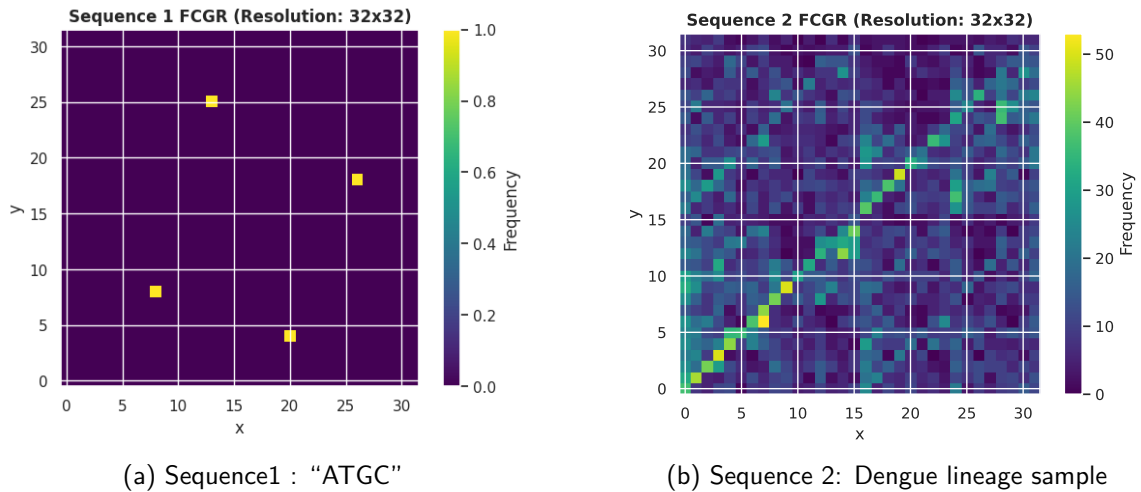 Sequence 1 FCGR (Resolution: 32x32)
30
25
20
15
10
5
0
y
0 5 10 15 20 25 30
x
1.0
0.8
0.6
0.4
0.2
0.0
Frequency
(a) Sequence1 : “ATGC”
Sequence 2 FCGR (Resolution: 32x32)
30
25
20
15
10
5
0
y
0 5 10 15 20 25 30
x
50
40
30
20
10
0
Frequency
(b) Sequence 2: Dengue lineage sample